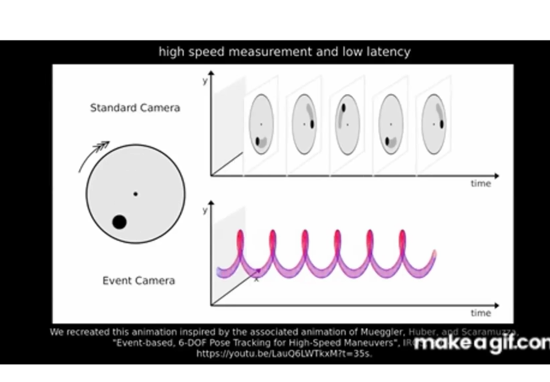 high speed measurement and low latency
Standard Camera
y
time
Event Camera
y
x
time
We recreated this animation inspired by the associated animation of Mueggler, Huber, and Scaramuzza,
"Event-based, 6-DOF Pose Tracking for High-Speed Maneuvers",
https://youtu.be/LauQ6LWTkxM?t=35s.
make a gif.com